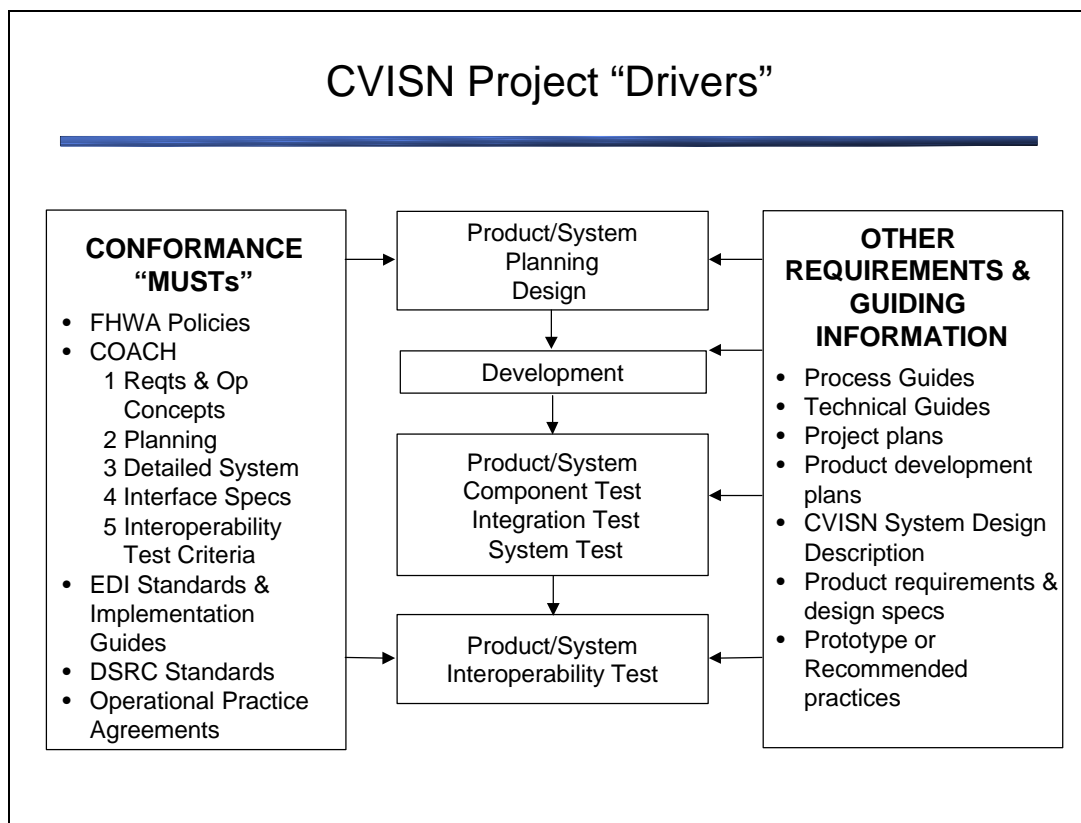 CVISN Project “Drivers”
CONFORMANCE
“MUSTs”
• FHWA Policies
• COACH
1 Reqts & Op
Concepts
2 Planning
3 Detailed System
4 Interface Specs
5 Interoperability
Test Criteria
• EDI Standards &
Implementation
Guides
• DSRC Standards
• Operational Practice
Agreements
Product/System
Planning
Design
Development
Product/System
Component Test
Integration Test
System Test
Product/System
Interoperability Test
OTHER
REQUIREMENTS &
GUIDING
INFORMATION
• Process Guides
• Technical Guides
• Project plans
• Product development
plans
• CVISN System Design
Description
• Product requirements &
design specs
• Prototype or
Recommended
practices